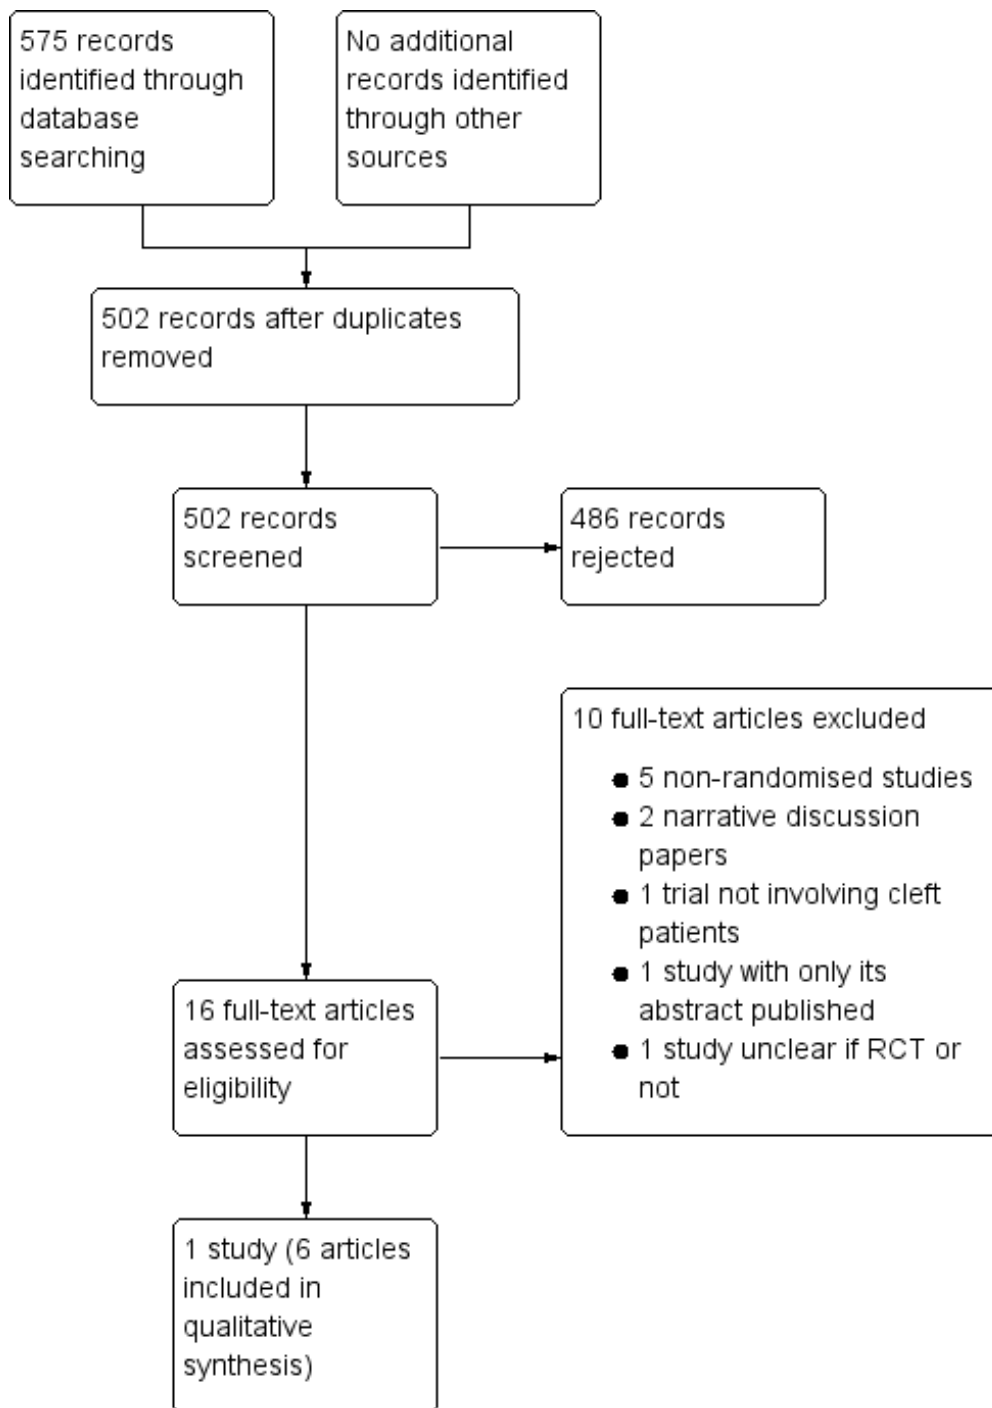 575 records
identified through
database
searching
No additional
records identified
through other
sources
502 records after duplicates
removed
502 records
screened
486 records
rejected
10 full-text articles excluded
● 5 non-randomised studies
● 2 narrative discussion
papers
● 1 trial not involving cleft
patients
● 1 study with only its
abstract published
● 1 study unclear if RCT or
not
16 full-text articles
assessed for
eligibility
1 study (6 articles
included in
qualitative
synthesis)